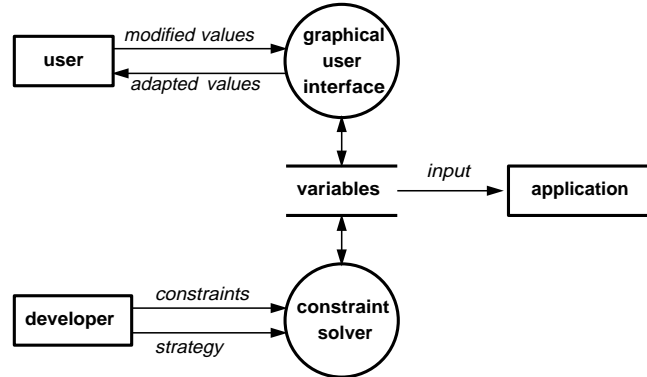 modified values
user
adapted values
graphical
user
interface
variables
input
application
developer
constraints
strategy
constraint
solver